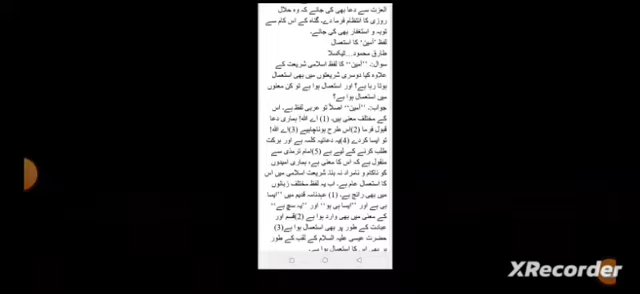 العزت سے دعا بھی کی جائے کہ وہ حلال
روزی کا انتظام فرما دے۔ گناہ کے اس کام سے
توبہ و استغفار بھی کی جائے۔
لفظ ’آمین‘ کا استعمال
طارق محمود...ٹیکسلا
سوال:۔ ’’آمین‘‘ کا لفظ اسلامی شریعت کے
علاوہ کیا دوسری شریعتوں میں بھی استعمال
ہوتا رہا ہے؟ اور استعمال ہوا ہے تو کن معنوں
میں استعمال ہوا ہے؟
جواب:۔ ’’آمین‘‘ اصلاً تو عربی لفظ ہے۔ اس
کے مختلف معنی ہیں۔ (1) اے اللہ! ہماری دعا
قبول فرما (2)اس طرح ہوناچاہیے (3)اے اللہ!
تو ایسا کردے (4)یہ دعائیہ کلمہ ہے اور برکت
طلب کرنے کے لیے ہے (5)امام ترمذی سے
منقول ہے کہ اس کا معنی ہے، ہماری امیدوں
کو ناکام و نامراد نہ بنا۔ شریعت اسلامی میں اس
کا استعمال عام ہے۔ اب یہ لفظ مختلف زبانوں
میں بھی رائج ہے۔ (1) عہدنامہ قدیم میں ’’ایسا
ہی ہے اور ’’ایسا ہی ہو‘‘ اور ’’یہ سچ ہے‘‘
کے معنی میں بھی وارد ہوا ہے (2)قسم اور
عبادت کے طور پر بھی استعمال ہوا ہے(3)
حضرت عیسی علیہ السلام کے لقب کے طور
پر بھی اس کا استعمال ہوا ہے۔
XRecorder